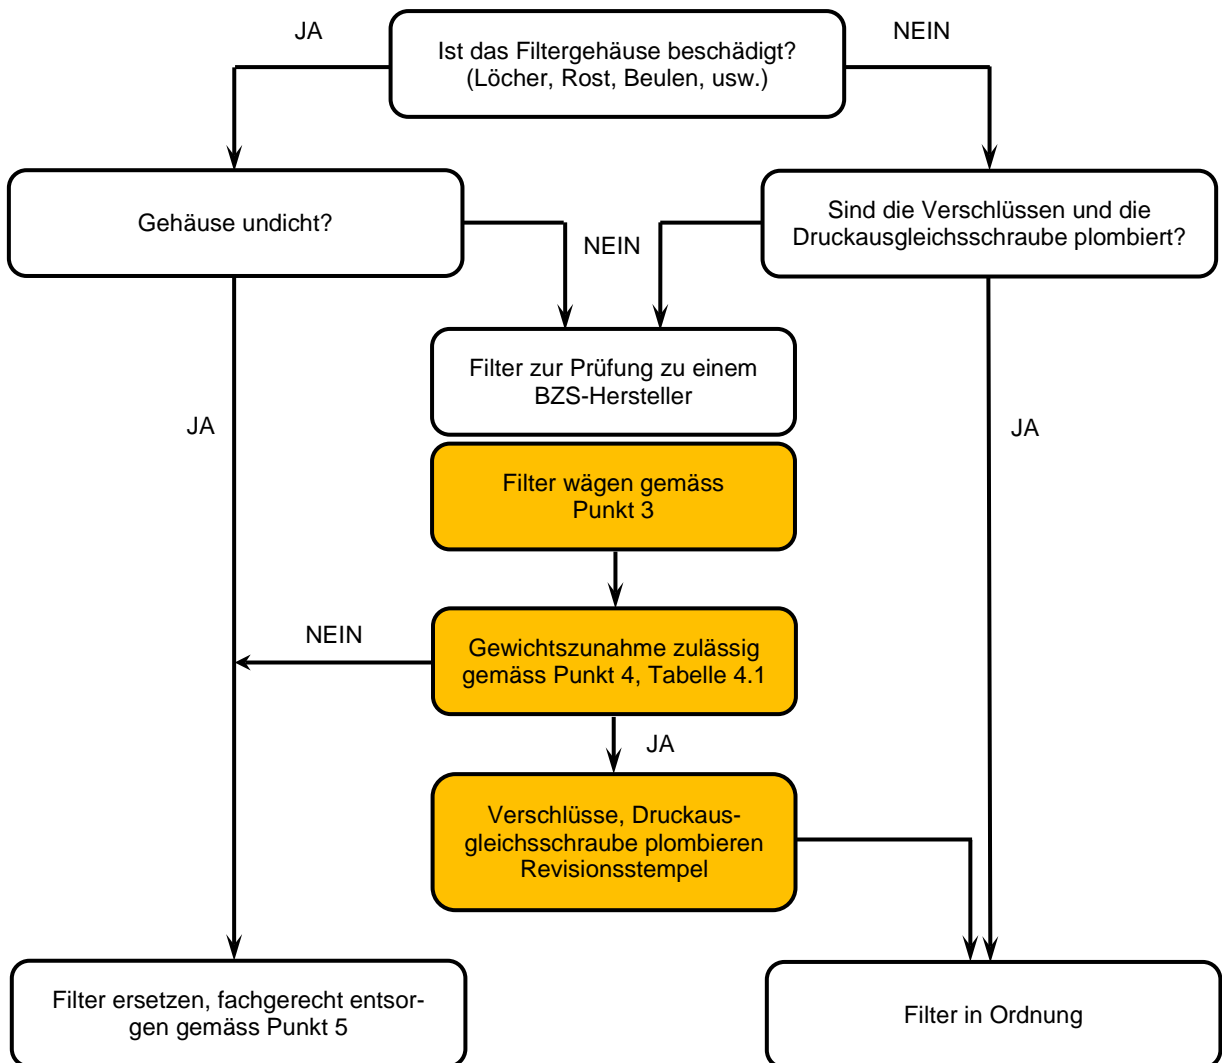 JA
Ist das Filtergehäuse beschädigt?
(Löcher, Rost, Beulen, usw.)
NEIN
Gehäuse undicht?
NEIN
Sind die Verschlüssen und die
Druckausgleichsschraube plombiert?
Filter zur Prüfung zu einem
BZS-Hersteller
JA
JA
Filter wägen gemäss
Punkt 3
NEIN
Gewichtszunahme zulässig
gemäss Punkt 4, Tabelle 4.1
JA
Verschlüsse, Druckaus-
gleichsschraube plombieren
Revisionsstempel
Filter ersetzen, fachgerecht entsor-
gen gemäss Punkt 5
Filter in Ordnung